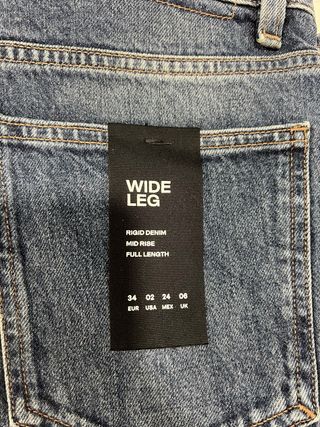 WIDE
LEG
RIGID DENIM
MID RISE
FULL LENGTH
34 02 24 06
EUR USA MEX UK